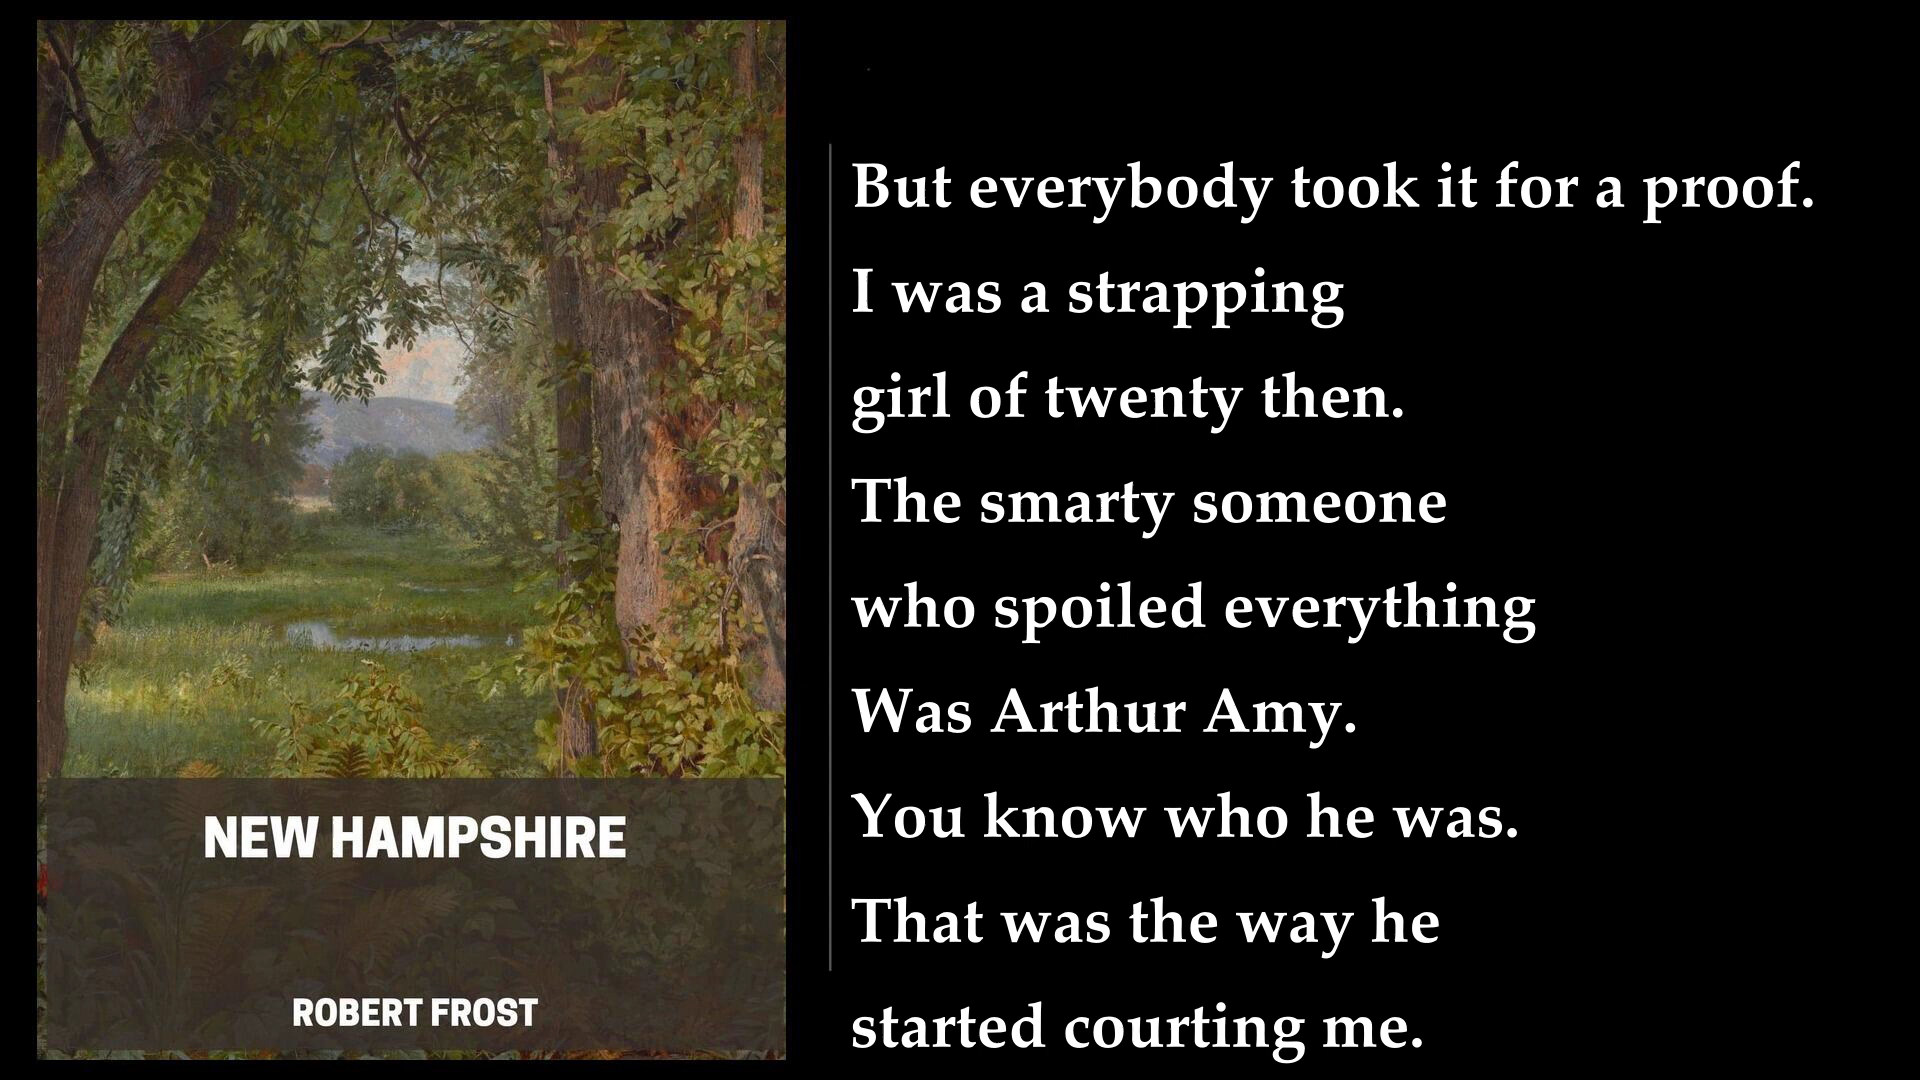 NEW HAMPSHIRE
ROBERT FROST
But everybody took it for a proof.
I was a strapping
girl of twenty then.
The smarty someone
who spoiled everything
Was Arthur Amy.
You know who he was.
That was the way he
started courting me.